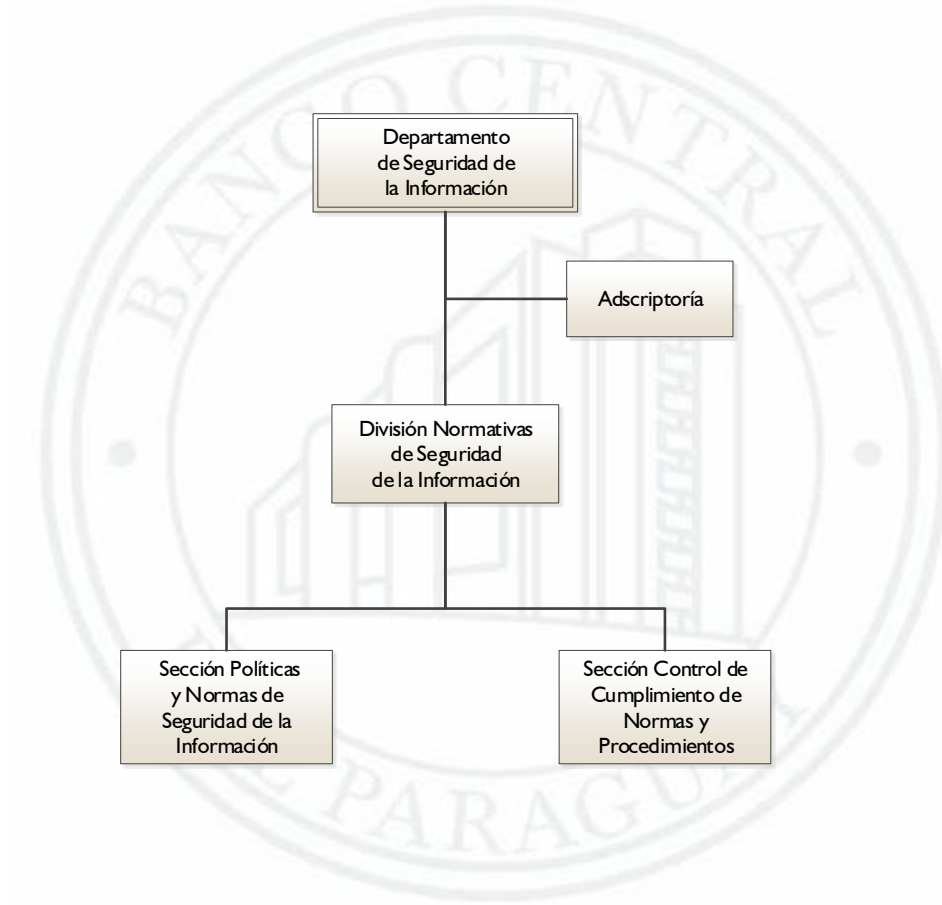 BANCO CENTRAL
Departamento
de Seguridad de
la Información
Adscriptoría
División Normativas
de Seguridad
de la Información
Sección Políticas
y Normas de
Seguridad de la
Información
Sección Control de
Cumplimiento de
Normas y
Procedimientos
PARAGUA